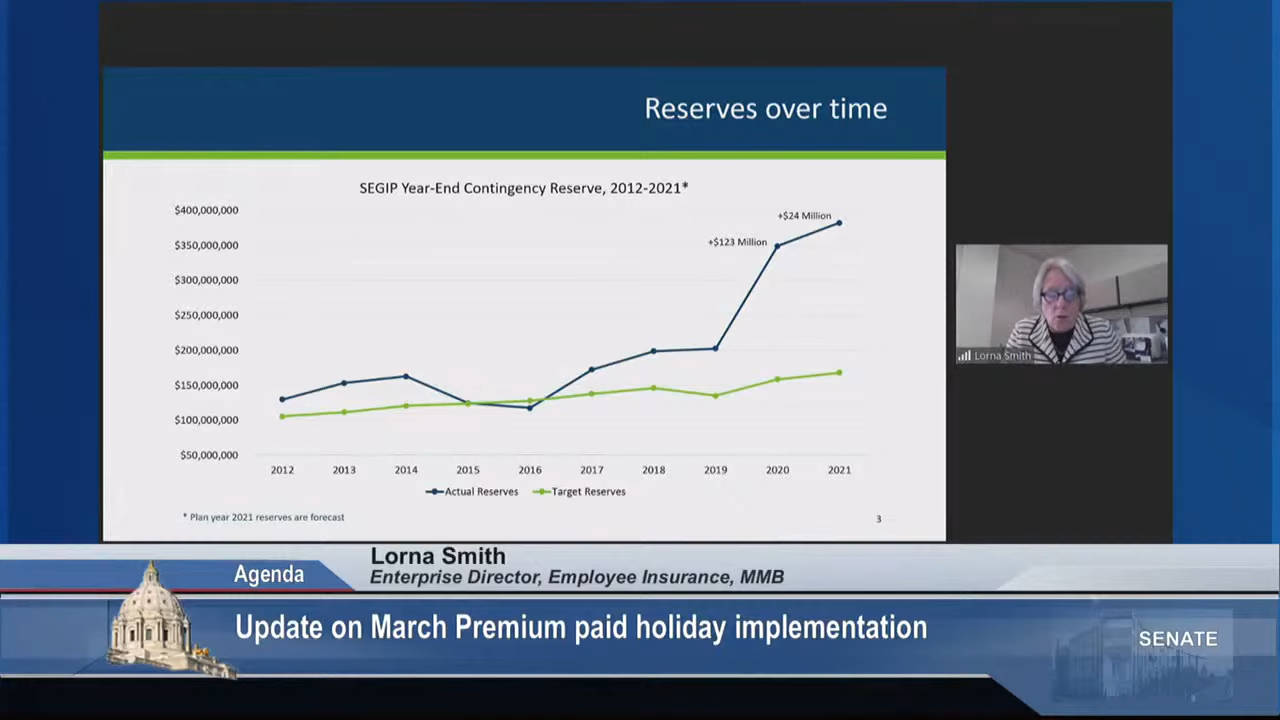 Reserves over time
SEGIP Year-End Contingency Reserve, 2012-2021*
$400,000,000
$350,000,000
$300,000,000
$250,000,000
$200,000,000
$150,000,000
$100,000,000
$50,000,000
+$24 Million
+$123 Million
2012 2013 2014 2015 2016 2017 2018 2019 2020 2021
Actual Reserves Target Reserves
* Plan year 2021 reserves are forecast
3
Lorna Smith
Lorna Smith
Enterprise Director, Employee Insurance, MMB
Agenda
Update on March Premium paid holiday implementation
SENATE